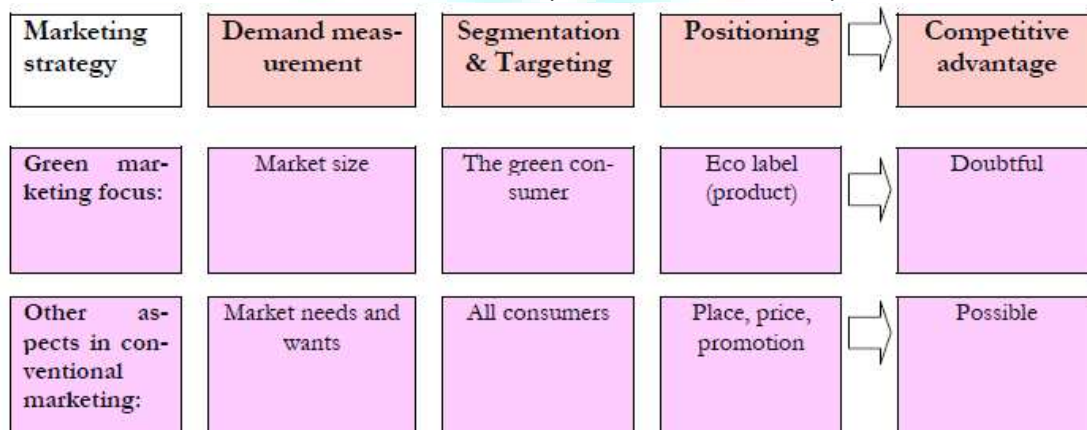 Marketing
strategy
Demand meas-
urement
Segmentation
& Targeting
Positioning
Competitive
advantage
Green mar-
keting focus:
Market size
The green con-
sumer
Eco label
(product)
Doubtful
Other as-
pects in con-
ventional
marketing:
Market needs and
wants
All consumers
Place, price,
promotion
Possible